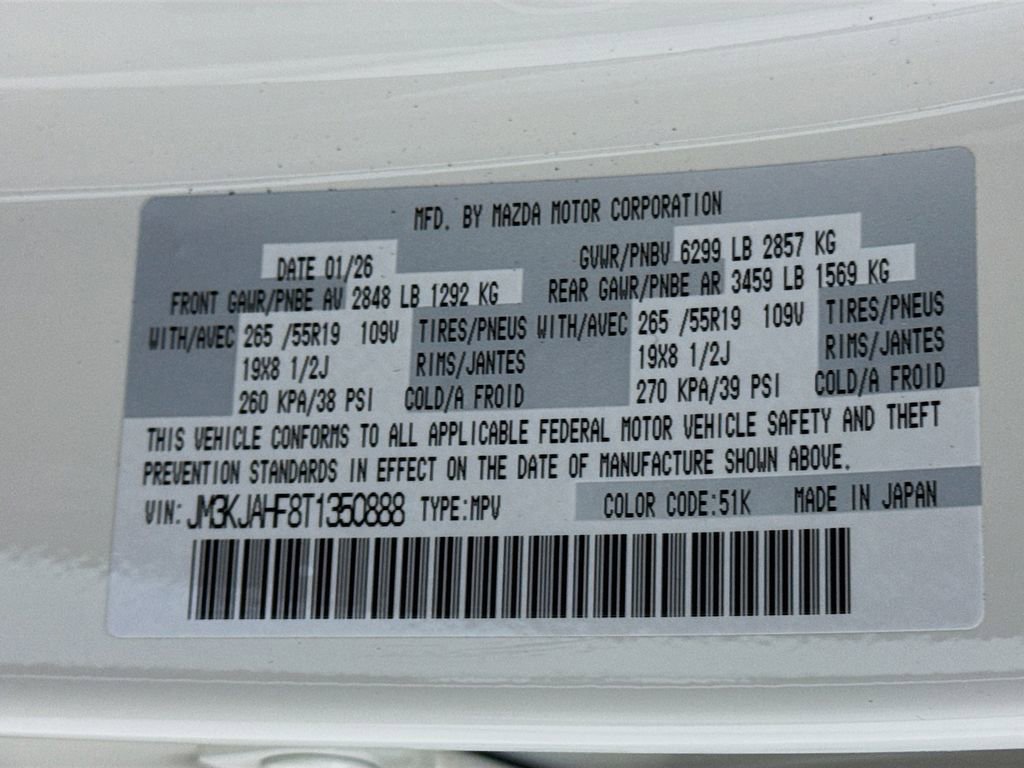 MFD. BY MAZDA MOTOR CORPORATION
DATE 01/26 GVWR/PNBV 6299 LB 2857 KG
FRONT GAWR/PNBE AV 2848 LB 1292 KG REAR GAWR/PNBE AR 3459 LB 1569 KG
WITH/AVEC 265 /55R19 109V TIRES/PNEUS WITH/AVEC 265 /55R19 109V TIRES/PNEUS
19X8 1/2J RIMS/JANTES 19X8 1/2J RIMS/JANTES
260 KPA/38 PSI COLD/A FROID 270 KPA/39 PSI COLD/A FROID
THIS VEHICLE CONFORMS TO ALL APPLICABLE FEDERAL MOTOR VEHICLE SAFETY AND THEFT
PREVENTION STANDARDS IN EFFECT ON THE DATE OF MANUFACTURE SHOWN ABOVE.
VIN: JM3KJAHF8T1350888 TYPE:MPV COLOR CODE:51K MADE IN JAPAN